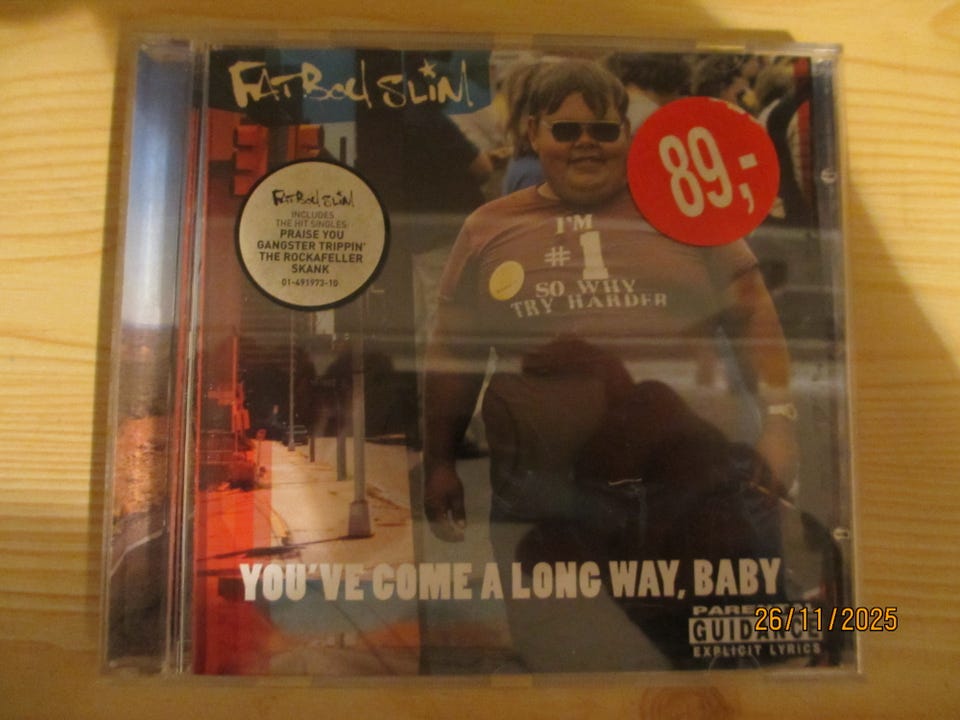 FATBOY SLIM
89,-
FATBOY SLIM
INCLUDES
THE HIT SINGLES:
PRAISE YOU
GANGSTER TRIPPIN'
THE ROCKAFELLER
SKANK
01-491973-10
I'M
#1
SO WHY
TRY HARDER
YOU'VE COME A LONG WAY, BABY
GUIDANCE
EXPLICIT LYRICS
26/11/2025